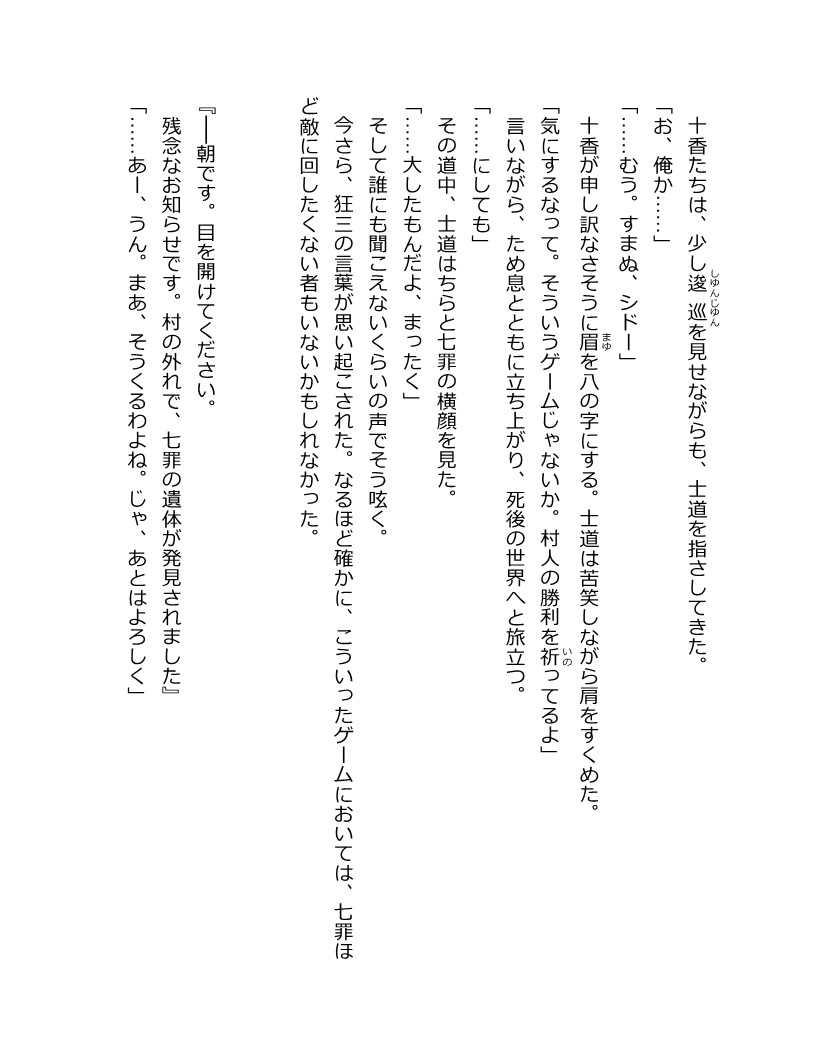 十香たちは、少し逡巡を見せながらも、士道を指さしてきた。
「お、俺か……」
「……むう。すまぬ、シドー」
十香が申し訳なさそうに眉を八の字にする。士道は苦笑しながら肩をすくめた。
「気にするなって。そういうゲームじゃないか。村人の勝利を祈ってるよ」
言いながら、ため息とともに立ち上がり、死後の世界へと旅立つ。
「……にしても」
その道中、士道はちらと七罪の横顔を見た。
「……大したもんだよ、まったく」
そして誰にも聞こえないくらいの声でそう呟く。
今さら、狂三の言葉が思い起こされた。なるほど確かに、こういったゲームにおいては、七罪ほ
ど敵に回したくない者もいないかもしれなかった。
『――朝です。目を開けてください。
残念なお知らせです。村の外れで、七罪の遺体が発見されました』
「……あー、うん。まあ、そうくるわよね。じゃ、あとはよろしく」